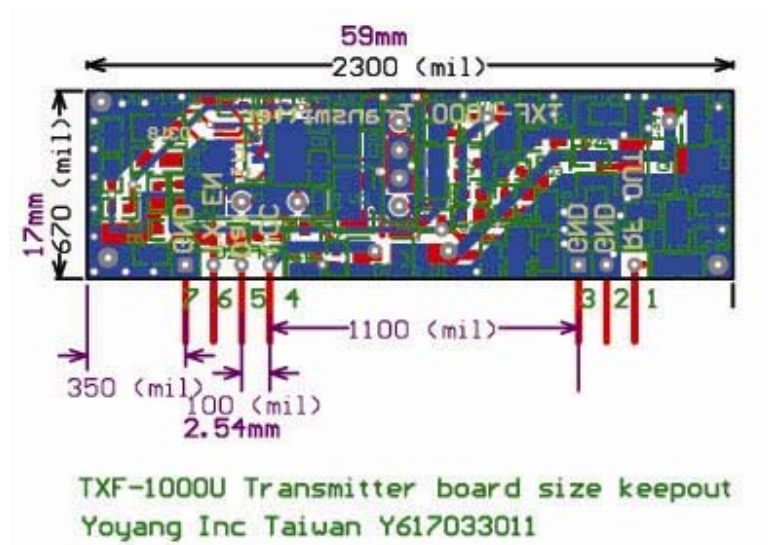 59mm
2300 (mil)
TXF-1000 Transmitter
0318
17mm
670 (mil)
GND
TX EN
GND
GND
RF OUT
7 6 5 4
3 2 1
1100 (mil)
350 (mil)
100 (mil)
2.54mm
TXF-1000U Transmitter board size keepout
Yoyang Inc Taiwan Y617033011